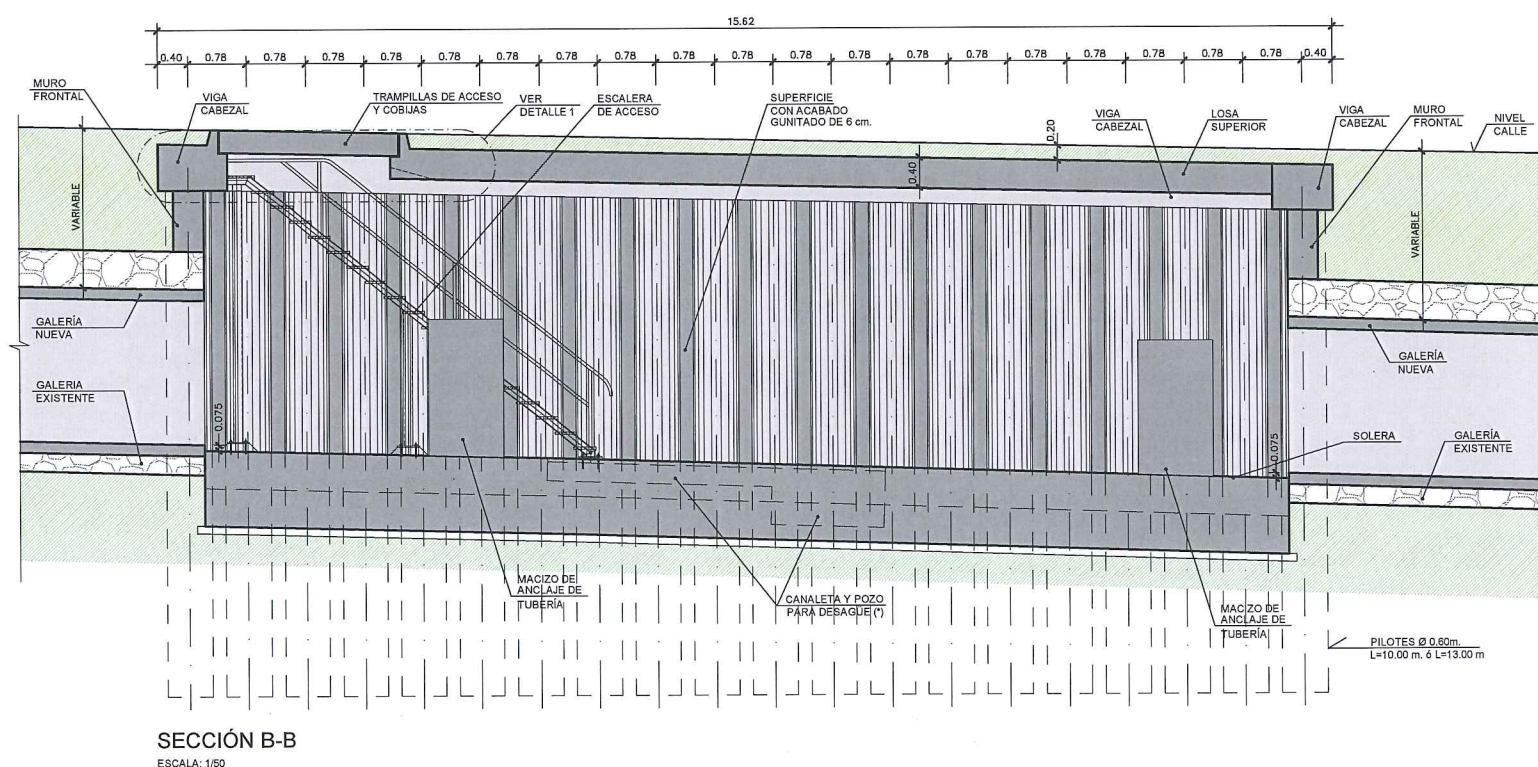 15.62
0.40 0.78 0.78 0.78 0.78 0.78 0.78 0.78 0.78 0.78 0.78 0.78 0.78 0.78 0.78 0.78 0.78 0.78 0.78 0.78 0.40
MURO
FRONTAL
VIGA
CABEZAL
TRAMPILLAS DE ACCESO
Y COBIJAS
VER
DETALLE 1
ESCALERA
DE ACCESO
SUPERFICIE
CON ACABADO
GUNITADO DE 6 cm.
0.20
0.40
VIGA
CABEZAL
LOSA
SUPERIOR
VIGA
CABEZAL
MURO
FRONTAL
NIVEL
CALLE
VARIABLE
VARIABLE
GALERÍA
NUEVA
GALERIA
EXISTENTE
0.075
GALERÍA
NUEVA
SOLERA
0.075
GALERÍA
EXISTENTE
MACIZO DE
ANCLAJE DE
TUBERÍA
CANALETA Y POZO
PARA DESAGÜE (*)
MACIZO DE
ANCLAJE DE
TUBERÍA
PILOTES Ø 0.60m.
L=10.00 m. ó L=13.00 m
SECCIÓN B-B
ESCALA: 1/50